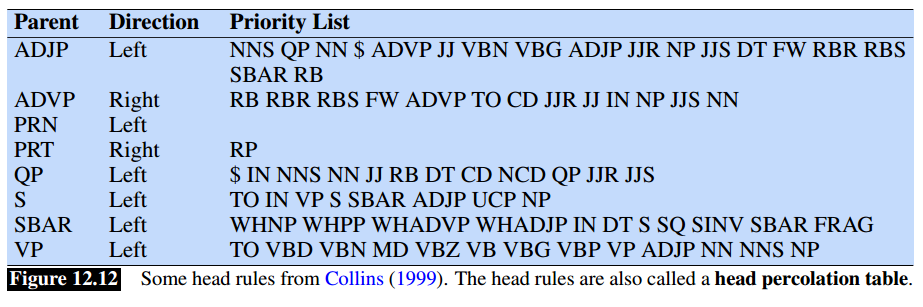 Parent Direction Priority List
ADJP Left NNS QP NN $ ADVP JJ VBN VBG ADJP JJR NP JJS DT FW RBR RBS
SBAR RB
ADVP Right RB RBR RBS FW ADVP TO CD JJR JJ IN NP JJS NN
PRN Left
PRT Right RP
QP Left $ IN NNS NN JJ RB DT CD NCD QP JJR JJS
S Left TO IN VP S SBAR ADJP UCP NP
SBAR Left WHNP WHPP WHADVP WHADJP IN DT S SQ SINV SBAR FRAG
VP Left TO VBD VBN MD VBZ VB VBG VBP VP ADJP NN NNS NP
Figure 12.12 Some head rules from Collins (1999). The head rules are also called a head percolation table.